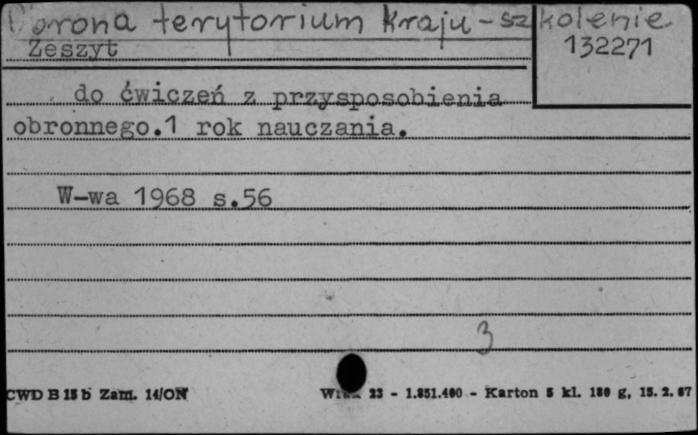 Obrona terytorium kraju - szkolenie
132271
Zeszyt
do ćwiczeń z przysposobienia
obronnego.1 rok nauczania.
W-wa 1968 s.56
3
CWD B 15 b Zam. 14/ON 23 - 1.851.400 - Karton 5 kl. 180 g, 15. 2. 67